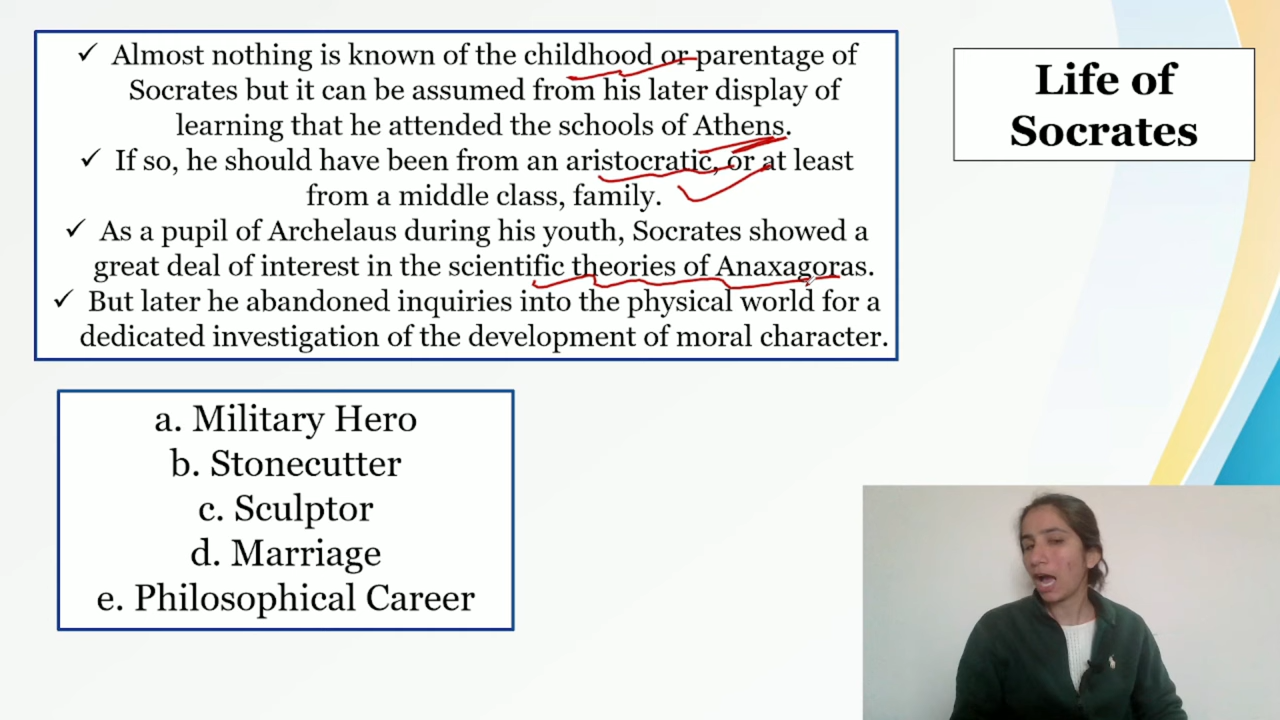 ✓ Almost nothing is known of the childhood or parentage of
Socrates but it can be assumed from his later display of
learning that he attended the schools of Athens.
✓ If so, he should have been from an aristocratic, or at least
from a middle class, family.
✓ As a pupil of Archelaus during his youth, Socrates showed a
great deal of interest in the scientific theories of Anaxagoras.
✓ But later he abandoned inquiries into the physical world for a
dedicated investigation of the development of moral character.
Life of
Socrates
a. Military Hero
b. Stonecutter
c. Sculptor
d. Marriage
e. Philosophical Career